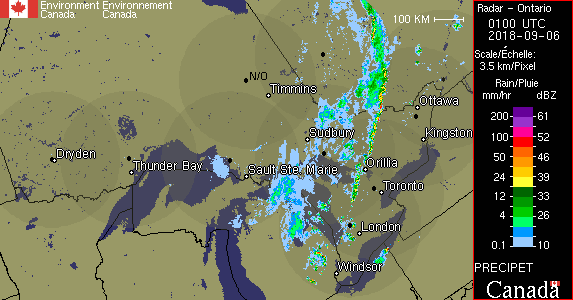 Environment Environnement
Canada Canada
100 KM
N/O
Timmins
Ottawa
Sudbury
Kingston
Dryden
Thunder Bay
Sault Ste. Marie
Orillia
Toronto
London
Windsor
Radar - Ontario
0100 UTC
2018-09-06
Scale/Échelle:
3.5 km/Pixel
Rain/Pluie
mm/hr dBZ
200 61
100 52
50 46
24 39
12 33
4 26
0.1 10
PRECIPET
Canada